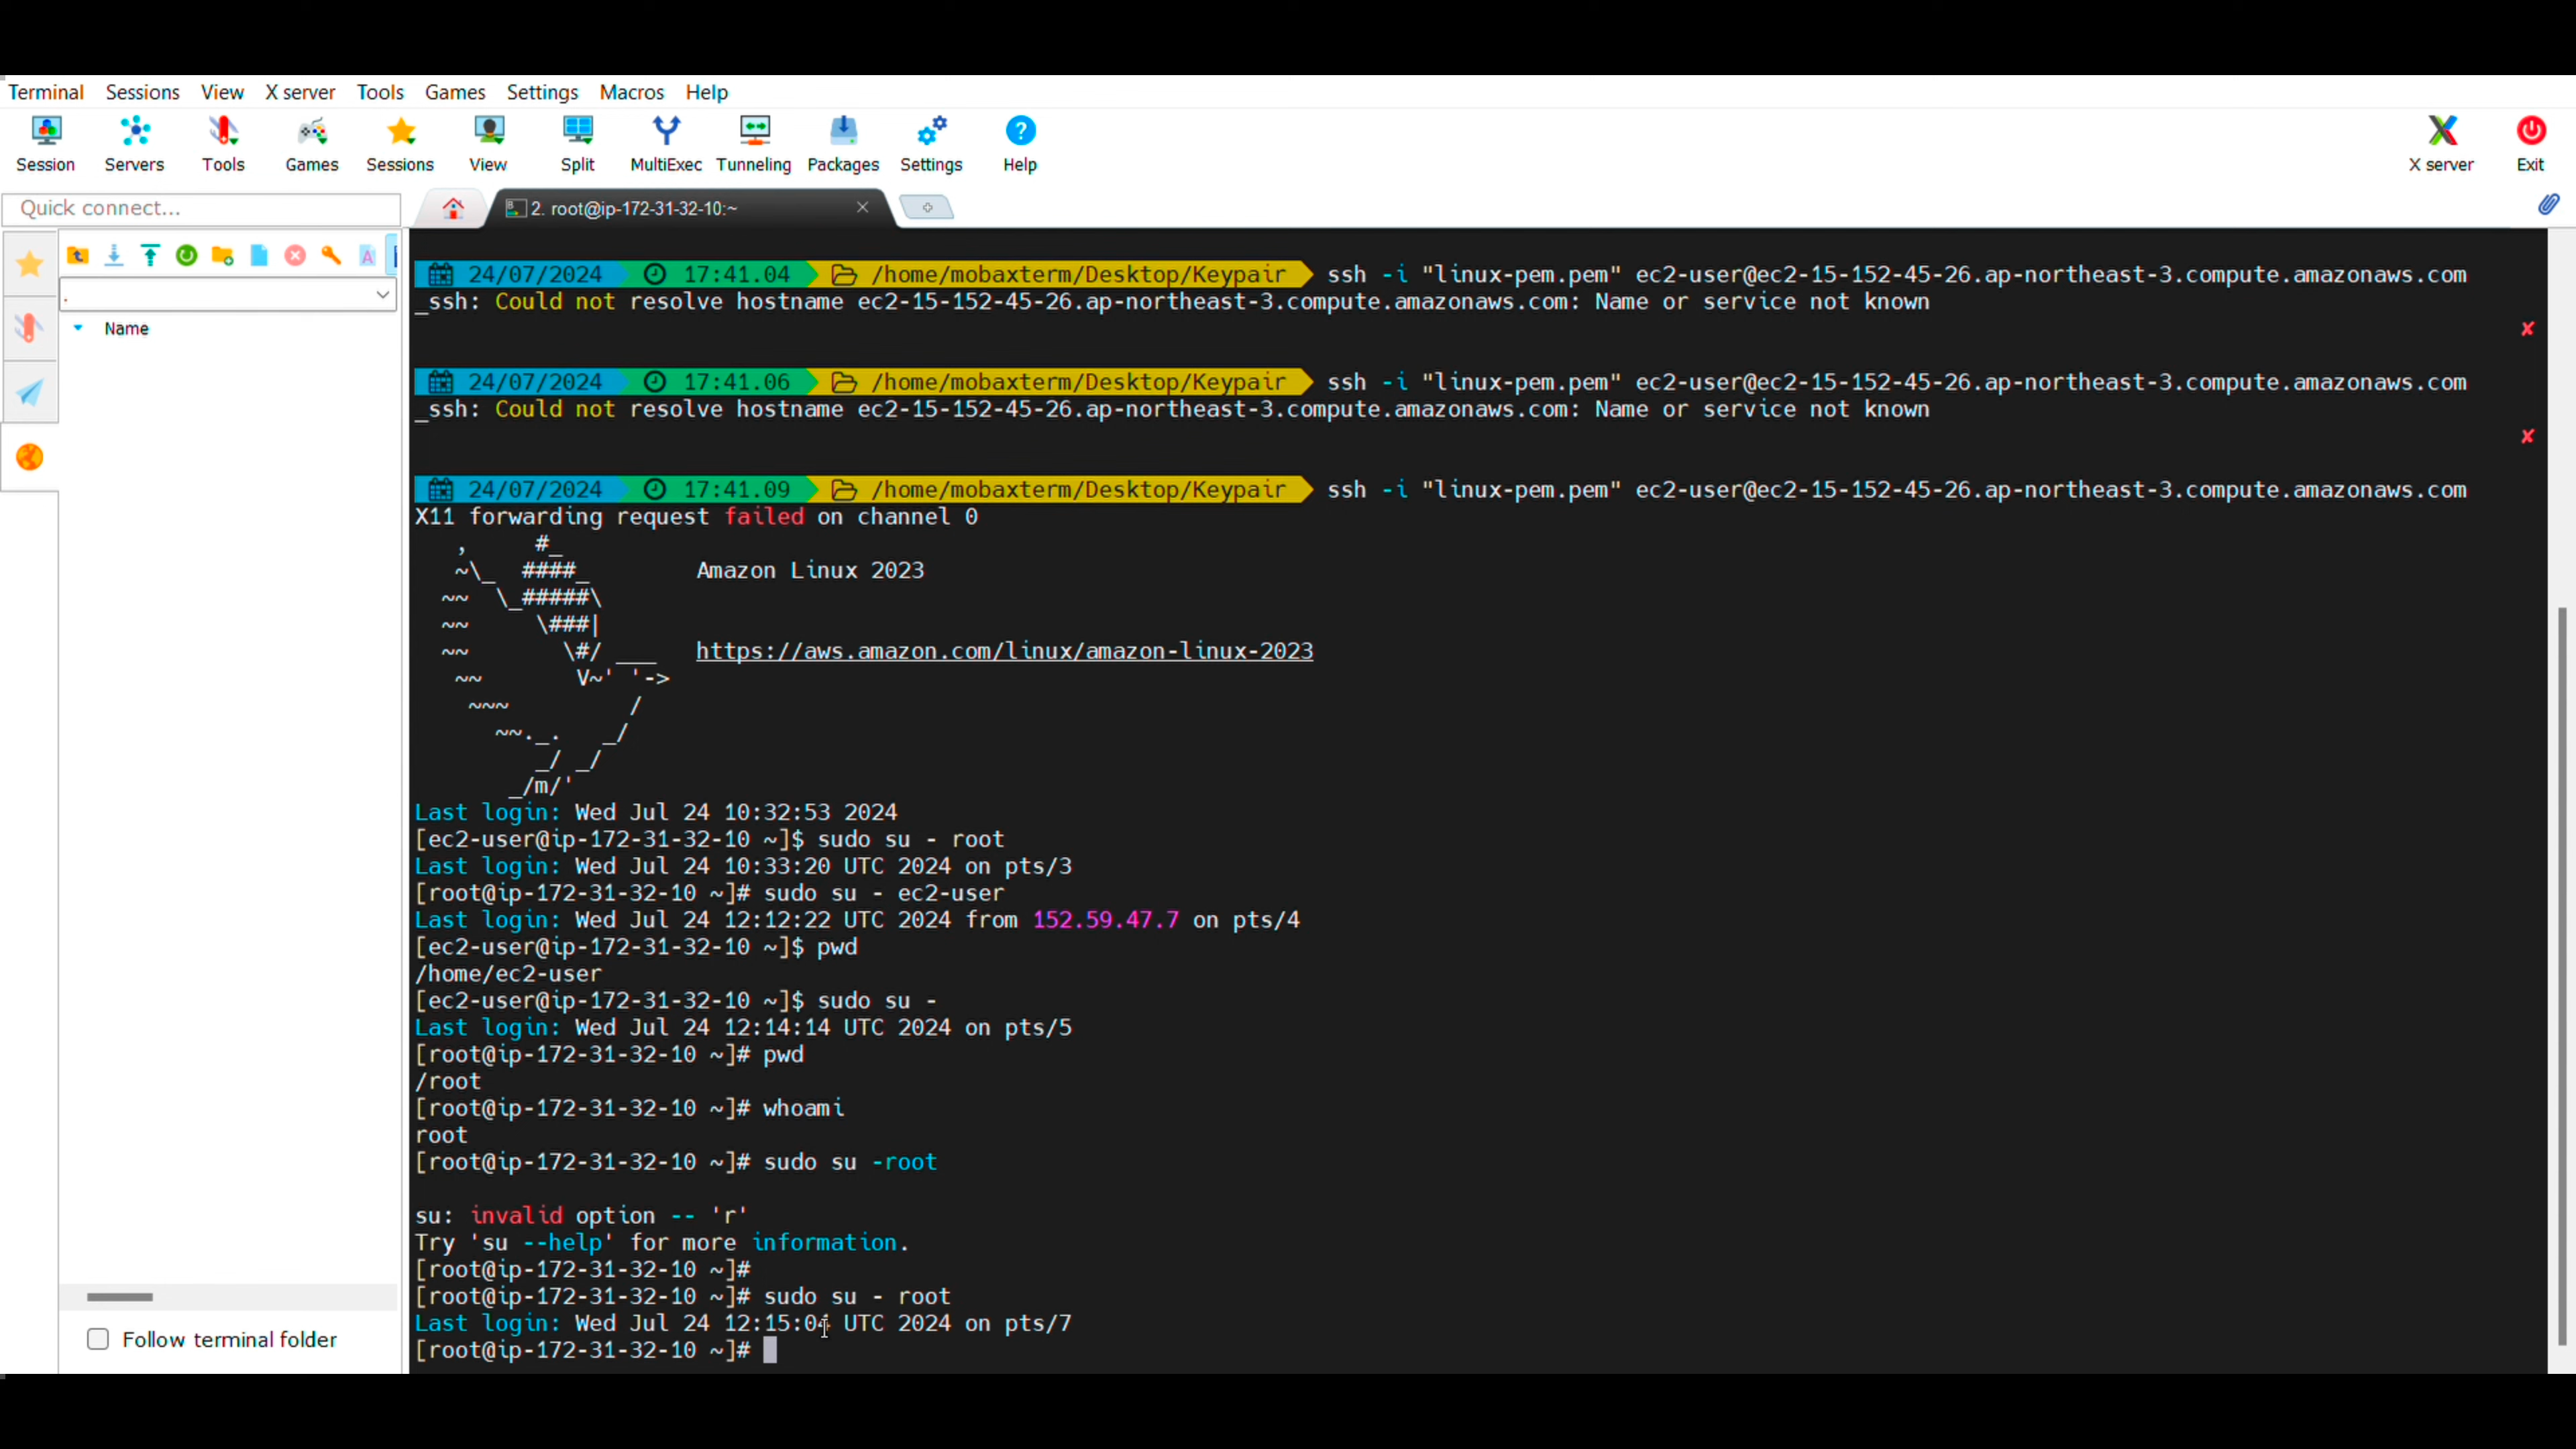 Terminal Sessions View X server Tools Games Settings Macros Help
Session Servers Tools Games Sessions View Split MultiExec Tunneling Packages Settings Help X server Exit
Quick connect...
2. root@ip-172-31-32-10:~
.
Name
24/07/2024 17:41.04 /home/mobaxterm/Desktop/Keypair ssh -i "linux-pem.pem" ec2-user@ec2-15-152-45-26.ap-northeast-3.compute.amazonaws.com
_ssh: Could not resolve hostname ec2-15-152-45-26.ap-northeast-3.compute.amazonaws.com: Name or service not known
24/07/2024 17:41.06 /home/mobaxterm/Desktop/Keypair ssh -i "linux-pem.pem" ec2-user@ec2-15-152-45-26.ap-northeast-3.compute.amazonaws.com
_ssh: Could not resolve hostname ec2-15-152-45-26.ap-northeast-3.compute.amazonaws.com: Name or service not known
24/07/2024 17:41.09 /home/mobaxterm/Desktop/Keypair ssh -i "linux-pem.pem" ec2-user@ec2-15-152-45-26.ap-northeast-3.compute.amazonaws.com
X11 forwarding request failed on channel 0
   ,     #_
   ~\_  ####_        Amazon Linux 2023
  ~~  \_#####\
  ~~     \###|
  ~~       \#/ ___   https://aws.amazon.com/linux/amazon-linux-2023
   ~~       V~' '->
    ~~~         /
      ~~._.   _/
         _/ _/
       _/m/'
Last login: Wed Jul 24 10:32:53 2024
[ec2-user@ip-172-31-32-10 ~]$ sudo su - root
Last login: Wed Jul 24 10:33:20 UTC 2024 on pts/3
[root@ip-172-31-32-10 ~]# sudo su - ec2-user
Last login: Wed Jul 24 12:12:22 UTC 2024 from 152.59.47.7 on pts/4
[ec2-user@ip-172-31-32-10 ~]$ pwd
/home/ec2-user
[ec2-user@ip-172-31-32-10 ~]$ sudo su -
Last login: Wed Jul 24 12:14:14 UTC 2024 on pts/5
[root@ip-172-31-32-10 ~]# pwd
/root
[root@ip-172-31-32-10 ~]# whoami
root
[root@ip-172-31-32-10 ~]# sudo su -root
su: invalid option -- 'r'
Try 'su --help' for more information.
[root@ip-172-31-32-10 ~]#
[root@ip-172-31-32-10 ~]# sudo su - root
Last login: Wed Jul 24 12:15:04 UTC 2024 on pts/7
[root@ip-172-31-32-10 ~]#
Follow terminal folder